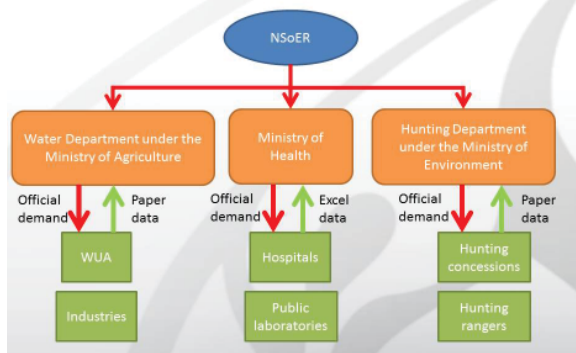 NSoER
Water Department under the
Ministry of Agriculture
Ministry of
Health
Hunting Department
under the Ministry of
Environment
Official
demand
Paper
data
Official
demand
Excel
data
Official
demand
Paper
data
WUA
Hospitals
Hunting
concessions
Industries
Public
laboratories
Hunting
rangers